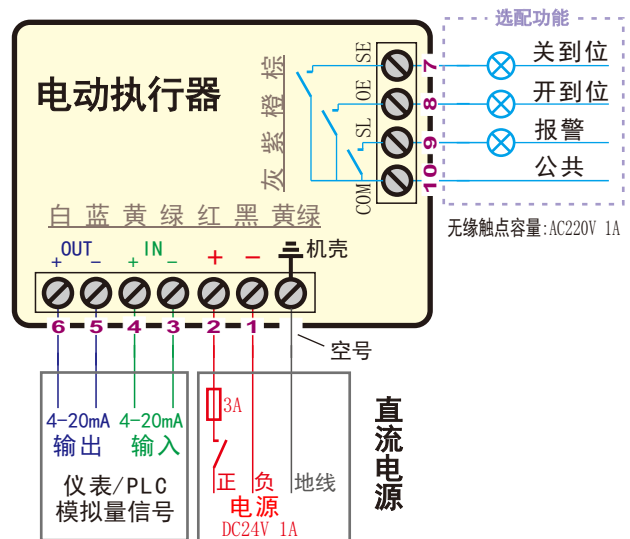 选配功能
电动执行器
棕
橙
紫
灰
SE
OE
SL
COM
7
8
9
10
关到位
开到位
报警
公共
无缘触点容量:AC220V 1A
白 蓝 黄 绿 红 黑 黄绿
OUT
+ −
IN
+ −
+ −
机壳
6 5 4 3 2 1
空号
3A
4-20mA 4-20mA
输出 输入
仪表/PLC
模拟量信号
正 负 地线
电源
DC24V 1A
直流电源